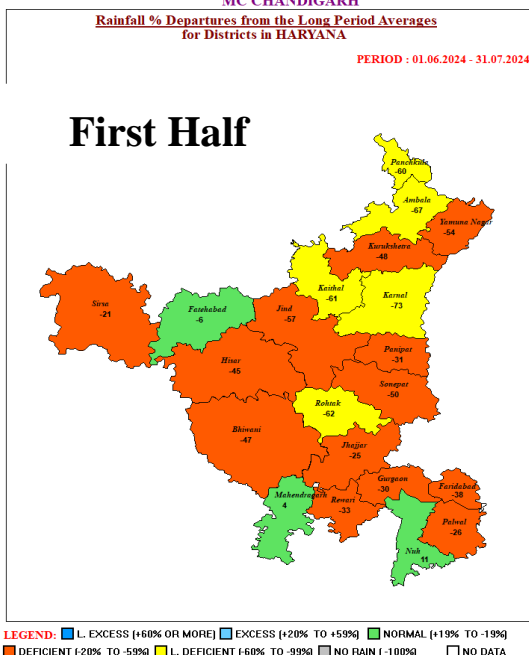 MC CHANDIGARH
Rainfall % Departures from the Long Period Averages
for Districts in HARYANA
PERIOD : 01.06.2024 - 31.07.2024
First Half
Panchkula
-60
Ambala
-67
Yamuna Nagar
-54
Kurukshetra
-48
Kaithal
-61
Karnal
-73
Sirsa
-21
Fatehabad
-6
Jind
-57
Panipat
-31
Hisar
-45
Sonepat
-50
Rohtak
-62
Bhiwani
-47
Jhajjar
-25
Gurgaon
-30
Faridabad
-38
Mahendragarh
4
Rewari
-33
Palwal
-26
Nuh
11
LEGEND: L. EXCESS (+60% OR MORE) EXCESS (+20% TO +59%) NORMAL (+19% TO -19%)
DEFICIENT (-20% TO -59%) L. DEFICIENT (-60% TO -99%) NO RAIN (-100%) NO DATA